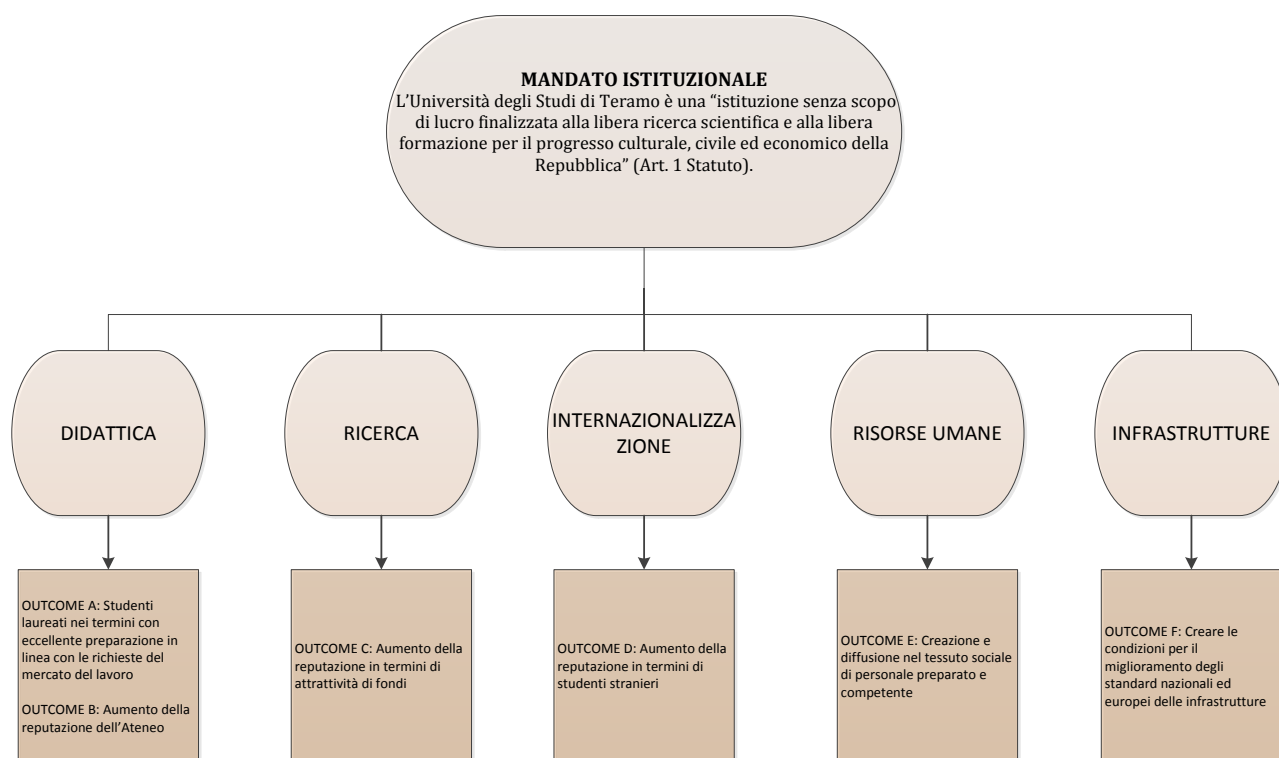 MANDATO ISTITUZIONALE
L’Università degli Studi di Teramo è una “istituzione senza scopo
di lucro finalizzata alla libera ricerca scientifica e alla libera
formazione per il progresso culturale, civile ed economico della
Repubblica” (Art. 1 Statuto).
DIDATTICA
RICERCA
INTERNAZIONALIZZA
ZIONE
RISORSE UMANE
INFRASTRUTTURE
OUTCOME A: Studenti
laureati nei termini con
eccellente preparazione in
linea con le richieste del
mercato del lavoro
OUTCOME B: Aumento della
reputazione dell’Ateneo
OUTCOME C: Aumento della
reputazione in termini di
attrattività di fondi
OUTCOME D: Aumento della
reputazione in termini di
studenti stranieri
OUTCOME E: Creazione e
diffusione nel tessuto sociale
di personale preparato e
competente
OUTCOME F: Creare le
condizioni per il
miglioramento degli
standard nazionali ed
europei delle infrastrutture